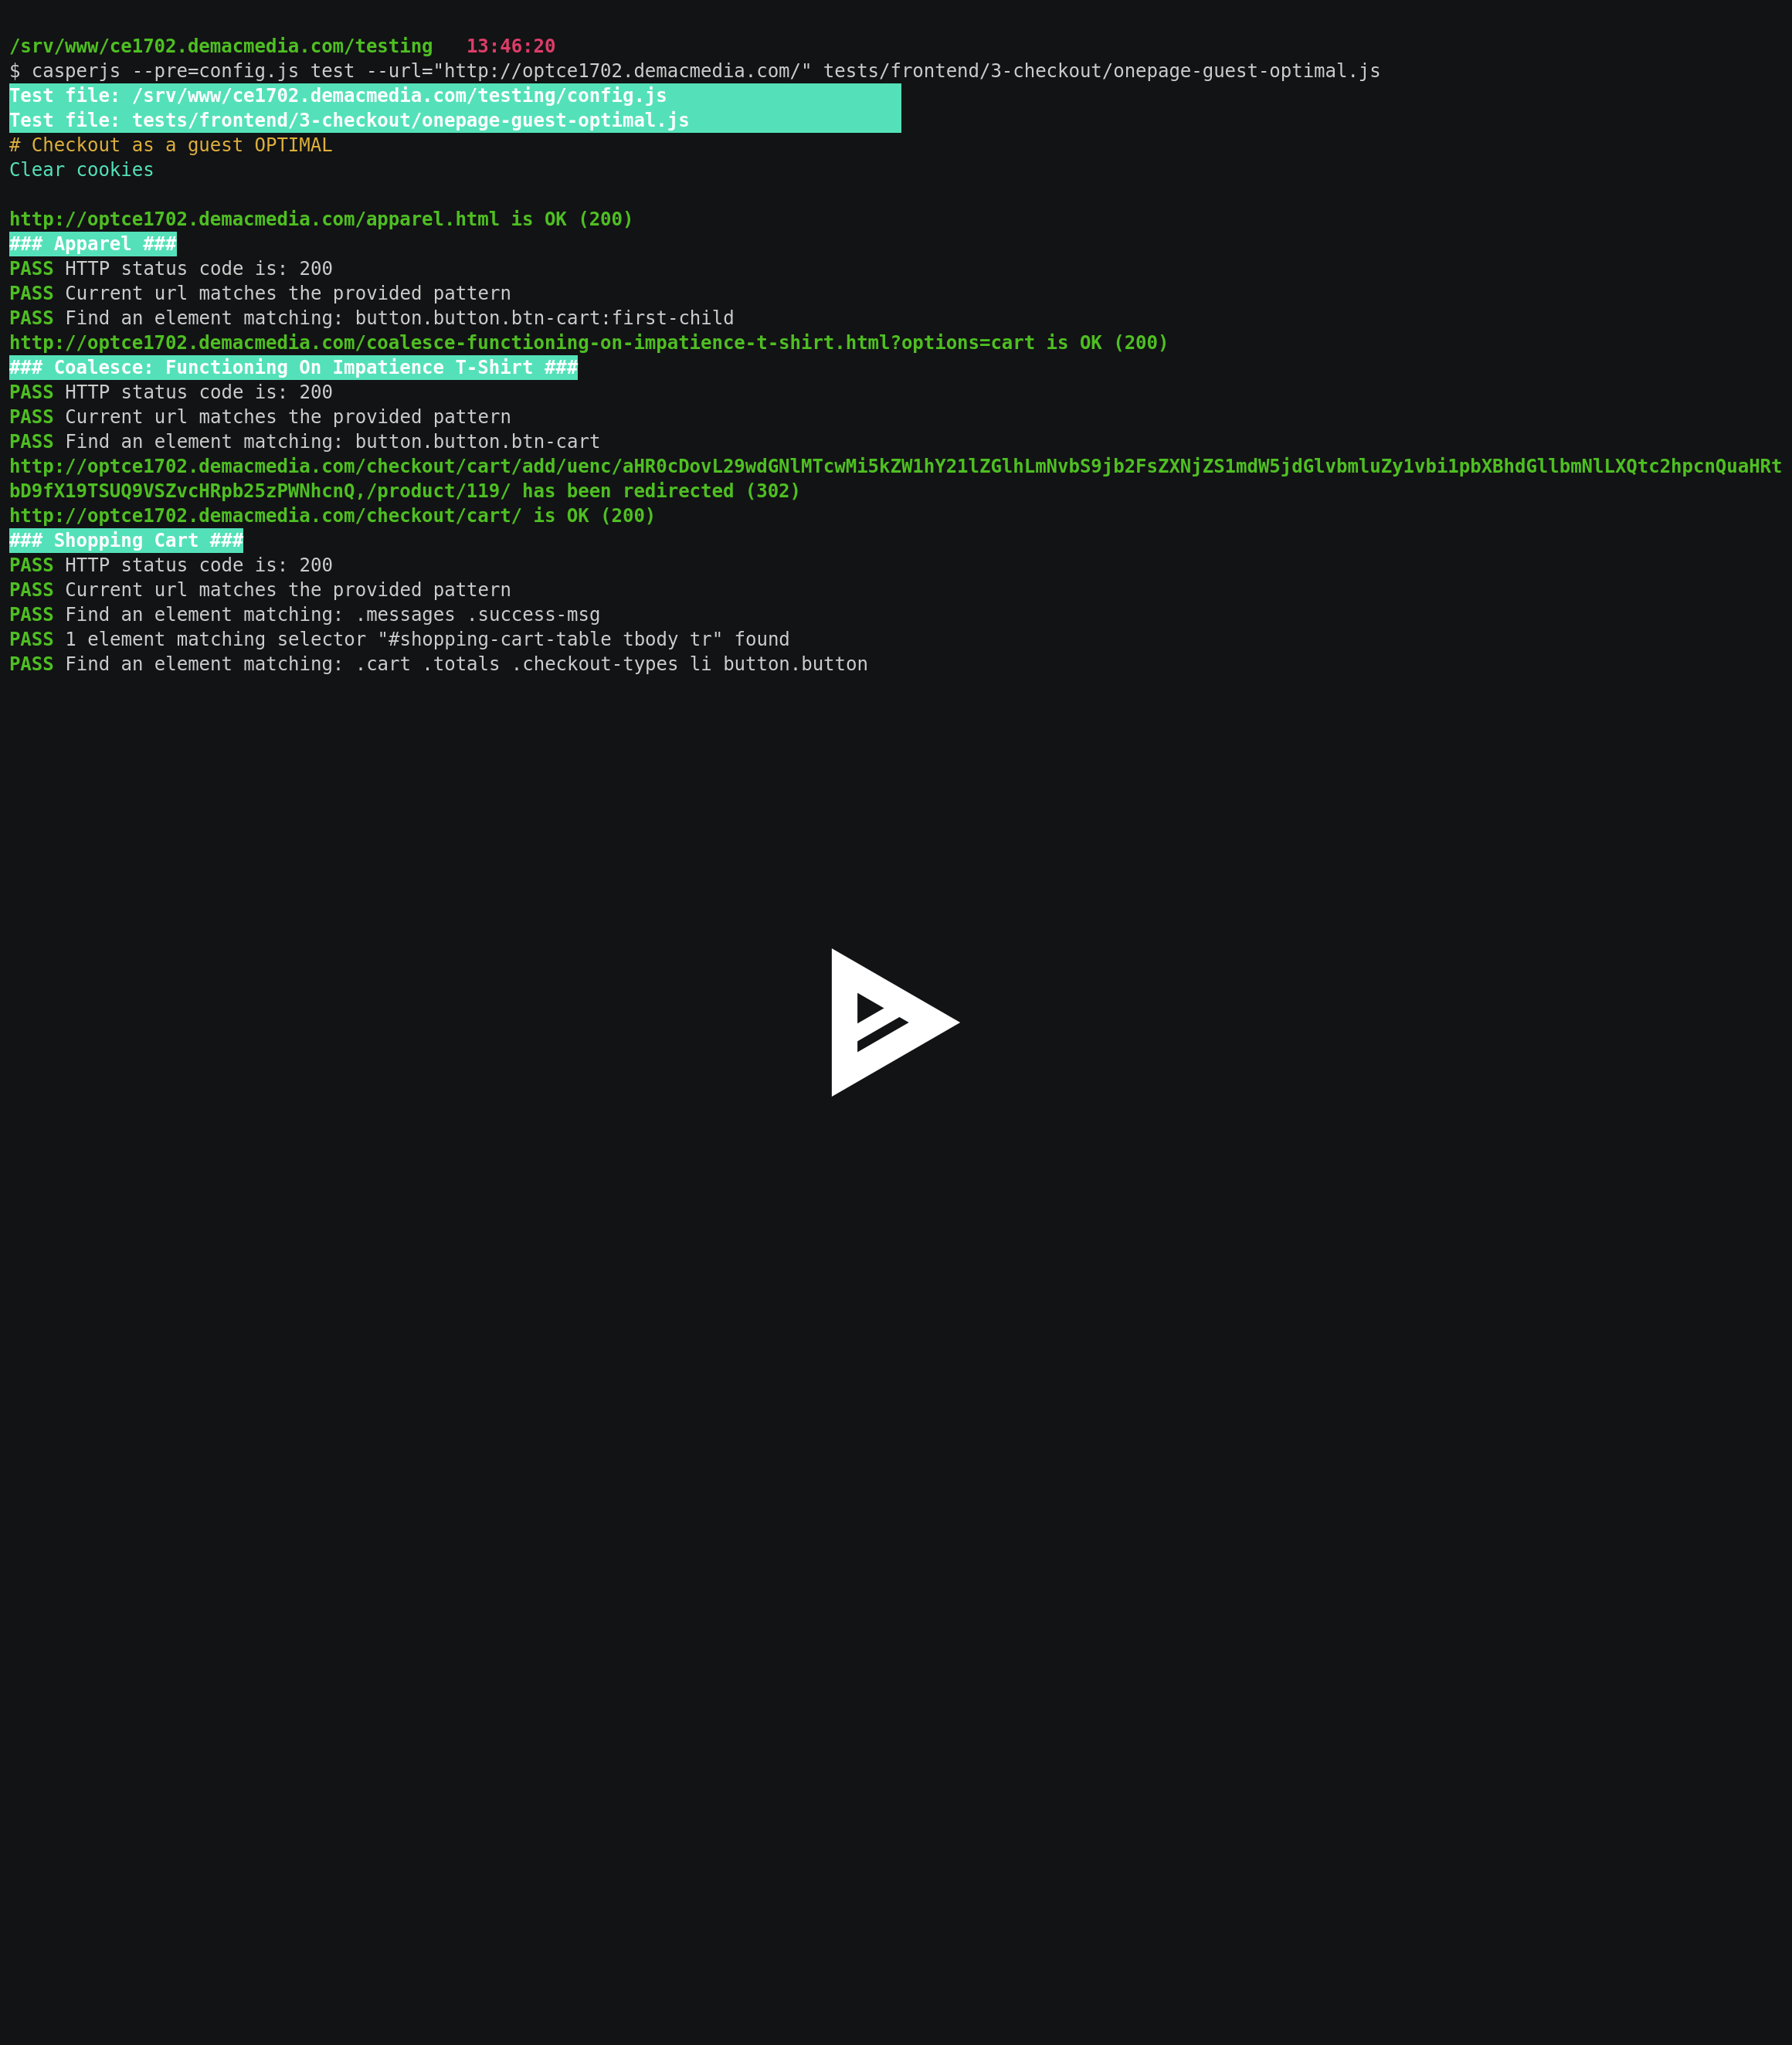 /srv/www/ce1702.demacmedia.com/testing   13:46:20
$ casperjs --pre=config.js test --url="http://optce1702.demacmedia.com/" tests/frontend/3-checkout/onepage-guest-optimal.js
Test file: /srv/www/ce1702.demacmedia.com/testing/config.js
Test file: tests/frontend/3-checkout/onepage-guest-optimal.js
# Checkout as a guest OPTIMAL
Clear cookies
http://optce1702.demacmedia.com/apparel.html is OK (200)
### Apparel ###
PASS HTTP status code is: 200
PASS Current url matches the provided pattern
PASS Find an element matching: button.button.btn-cart:first-child
http://optce1702.demacmedia.com/coalesce-functioning-on-impatience-t-shirt.html?options=cart is OK (200)
### Coalesce: Functioning On Impatience T-Shirt ###
PASS HTTP status code is: 200
PASS Current url matches the provided pattern
PASS Find an element matching: button.button.btn-cart
http://optce1702.demacmedia.com/checkout/cart/add/uenc/aHR0cDovL29wdGNlMTcwMi5kZW1hY21lZGlhLmNvbS9jb2FsZXNjZS1mdW5jdGlvbmluZy1vbi1pbXBhdGllbmNlLXQtc2hpcnQuaHRt
bD9fX19TSUQ9VSZvcHRpb25zPWNhcnQ,/product/119/ has been redirected (302)
http://optce1702.demacmedia.com/checkout/cart/ is OK (200)
### Shopping Cart ###
PASS HTTP status code is: 200
PASS Current url matches the provided pattern
PASS Find an element matching: .messages .success-msg
PASS 1 element matching selector "#shopping-cart-table tbody tr" found
PASS Find an element matching: .cart .totals .checkout-types li button.button